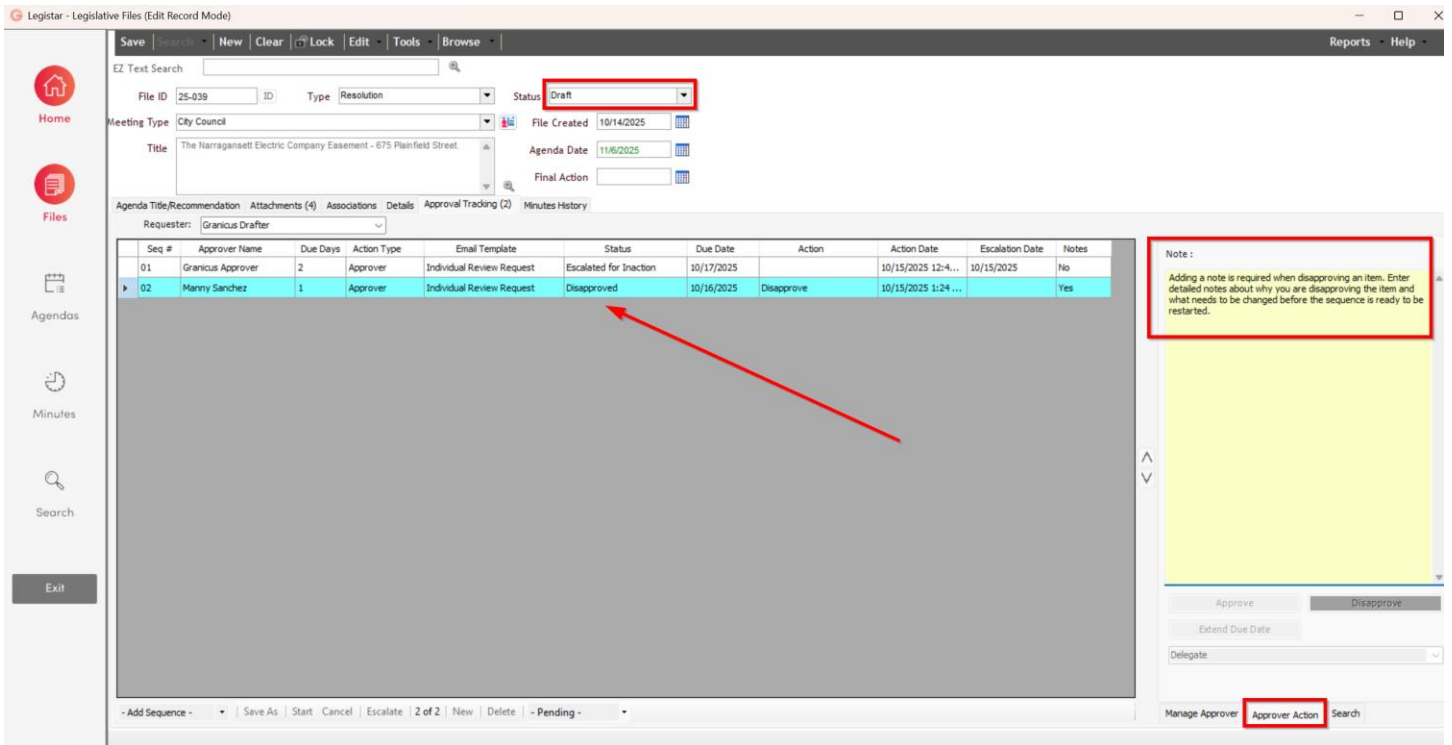 Legistar - Legislative Files (Edit Record Mode)
Save Search New Clear Lock Edit Tools Browse Reports Help
EZ Text Search
File ID 25-039 ID Type Resolution Status Draft
Meeting Type City Council File Created 10/14/2025
Title The Narragansett Electric Company Easement - 675 Plainfield Street. Agenda Date 11/6/2025
Final Action
Agenda Title/Recommendation Attachments (4) Associations Details Approval Tracking (2) Minutes History
Requester: Granicus Drafter
Seq # Approver Name Due Days Action Type Email Template Status Due Date Action Action Date Escalation Date Notes
01 Granicus Approver 2 Approver Individual Review Request Escalated for Inaction 10/17/2025 10/15/2025 12:4... 10/15/2025 No
02 Manny Sanchez 1 Approver Individual Review Request Disapproved 10/16/2025 Disapprove 10/15/2025 1:24 ... Yes
Note :
Adding a note is required when disapproving an item. Enter
detailed notes about why you are disapproving the item and
what needs to be changed before the sequence is ready to be
restarted.
Home
Files
Agendas
Minutes
Search
Exit
Approve Disapprove
Extend Due Date
Delegate
- Add Sequence - Save As Start Cancel Escalate 2 of 2 New Delete - Pending -
Manage Approver Approver Action Search